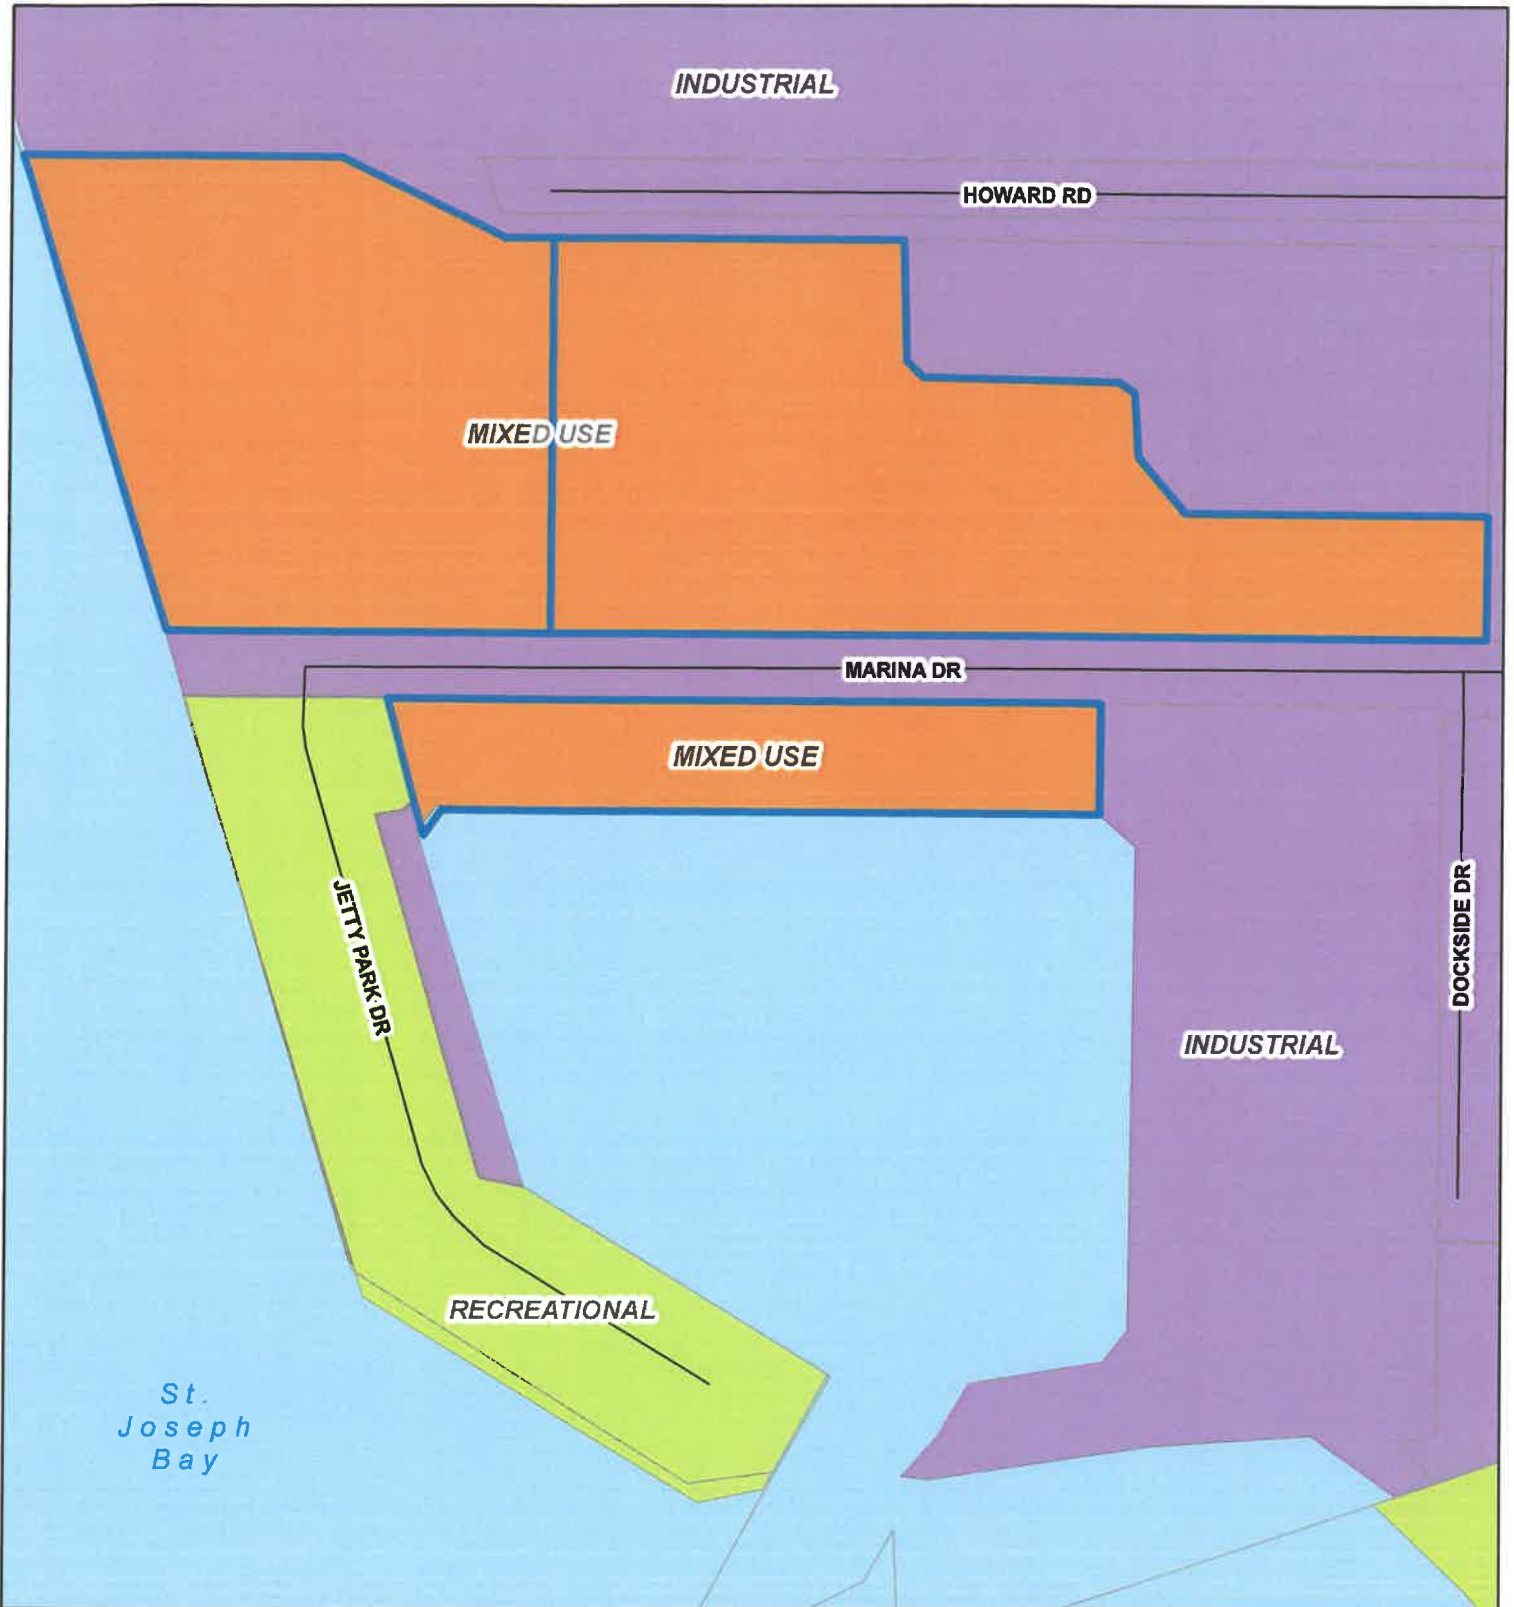 INDUSTRIAL
HOWARD RD
MIXED USE
MARINA DR
MIXED USE
JETTY PARK DR
DOCKSIDE DR
INDUSTRIAL
RECREATIONAL
St.
Joseph
Bay